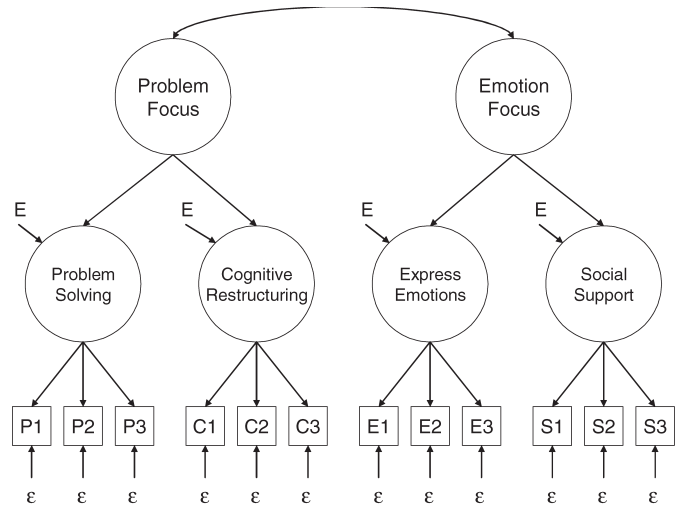 Problem
Focus
Emotion
Focus
E
E
E
E
Problem
Solving
Cognitive
Restructuring
Express
Emotions
Social
Support
P1 P2 P3 C1 C2 C3 E1 E2 E3 S1 S2 S3
ε ε ε ε ε ε ε ε ε ε ε ε